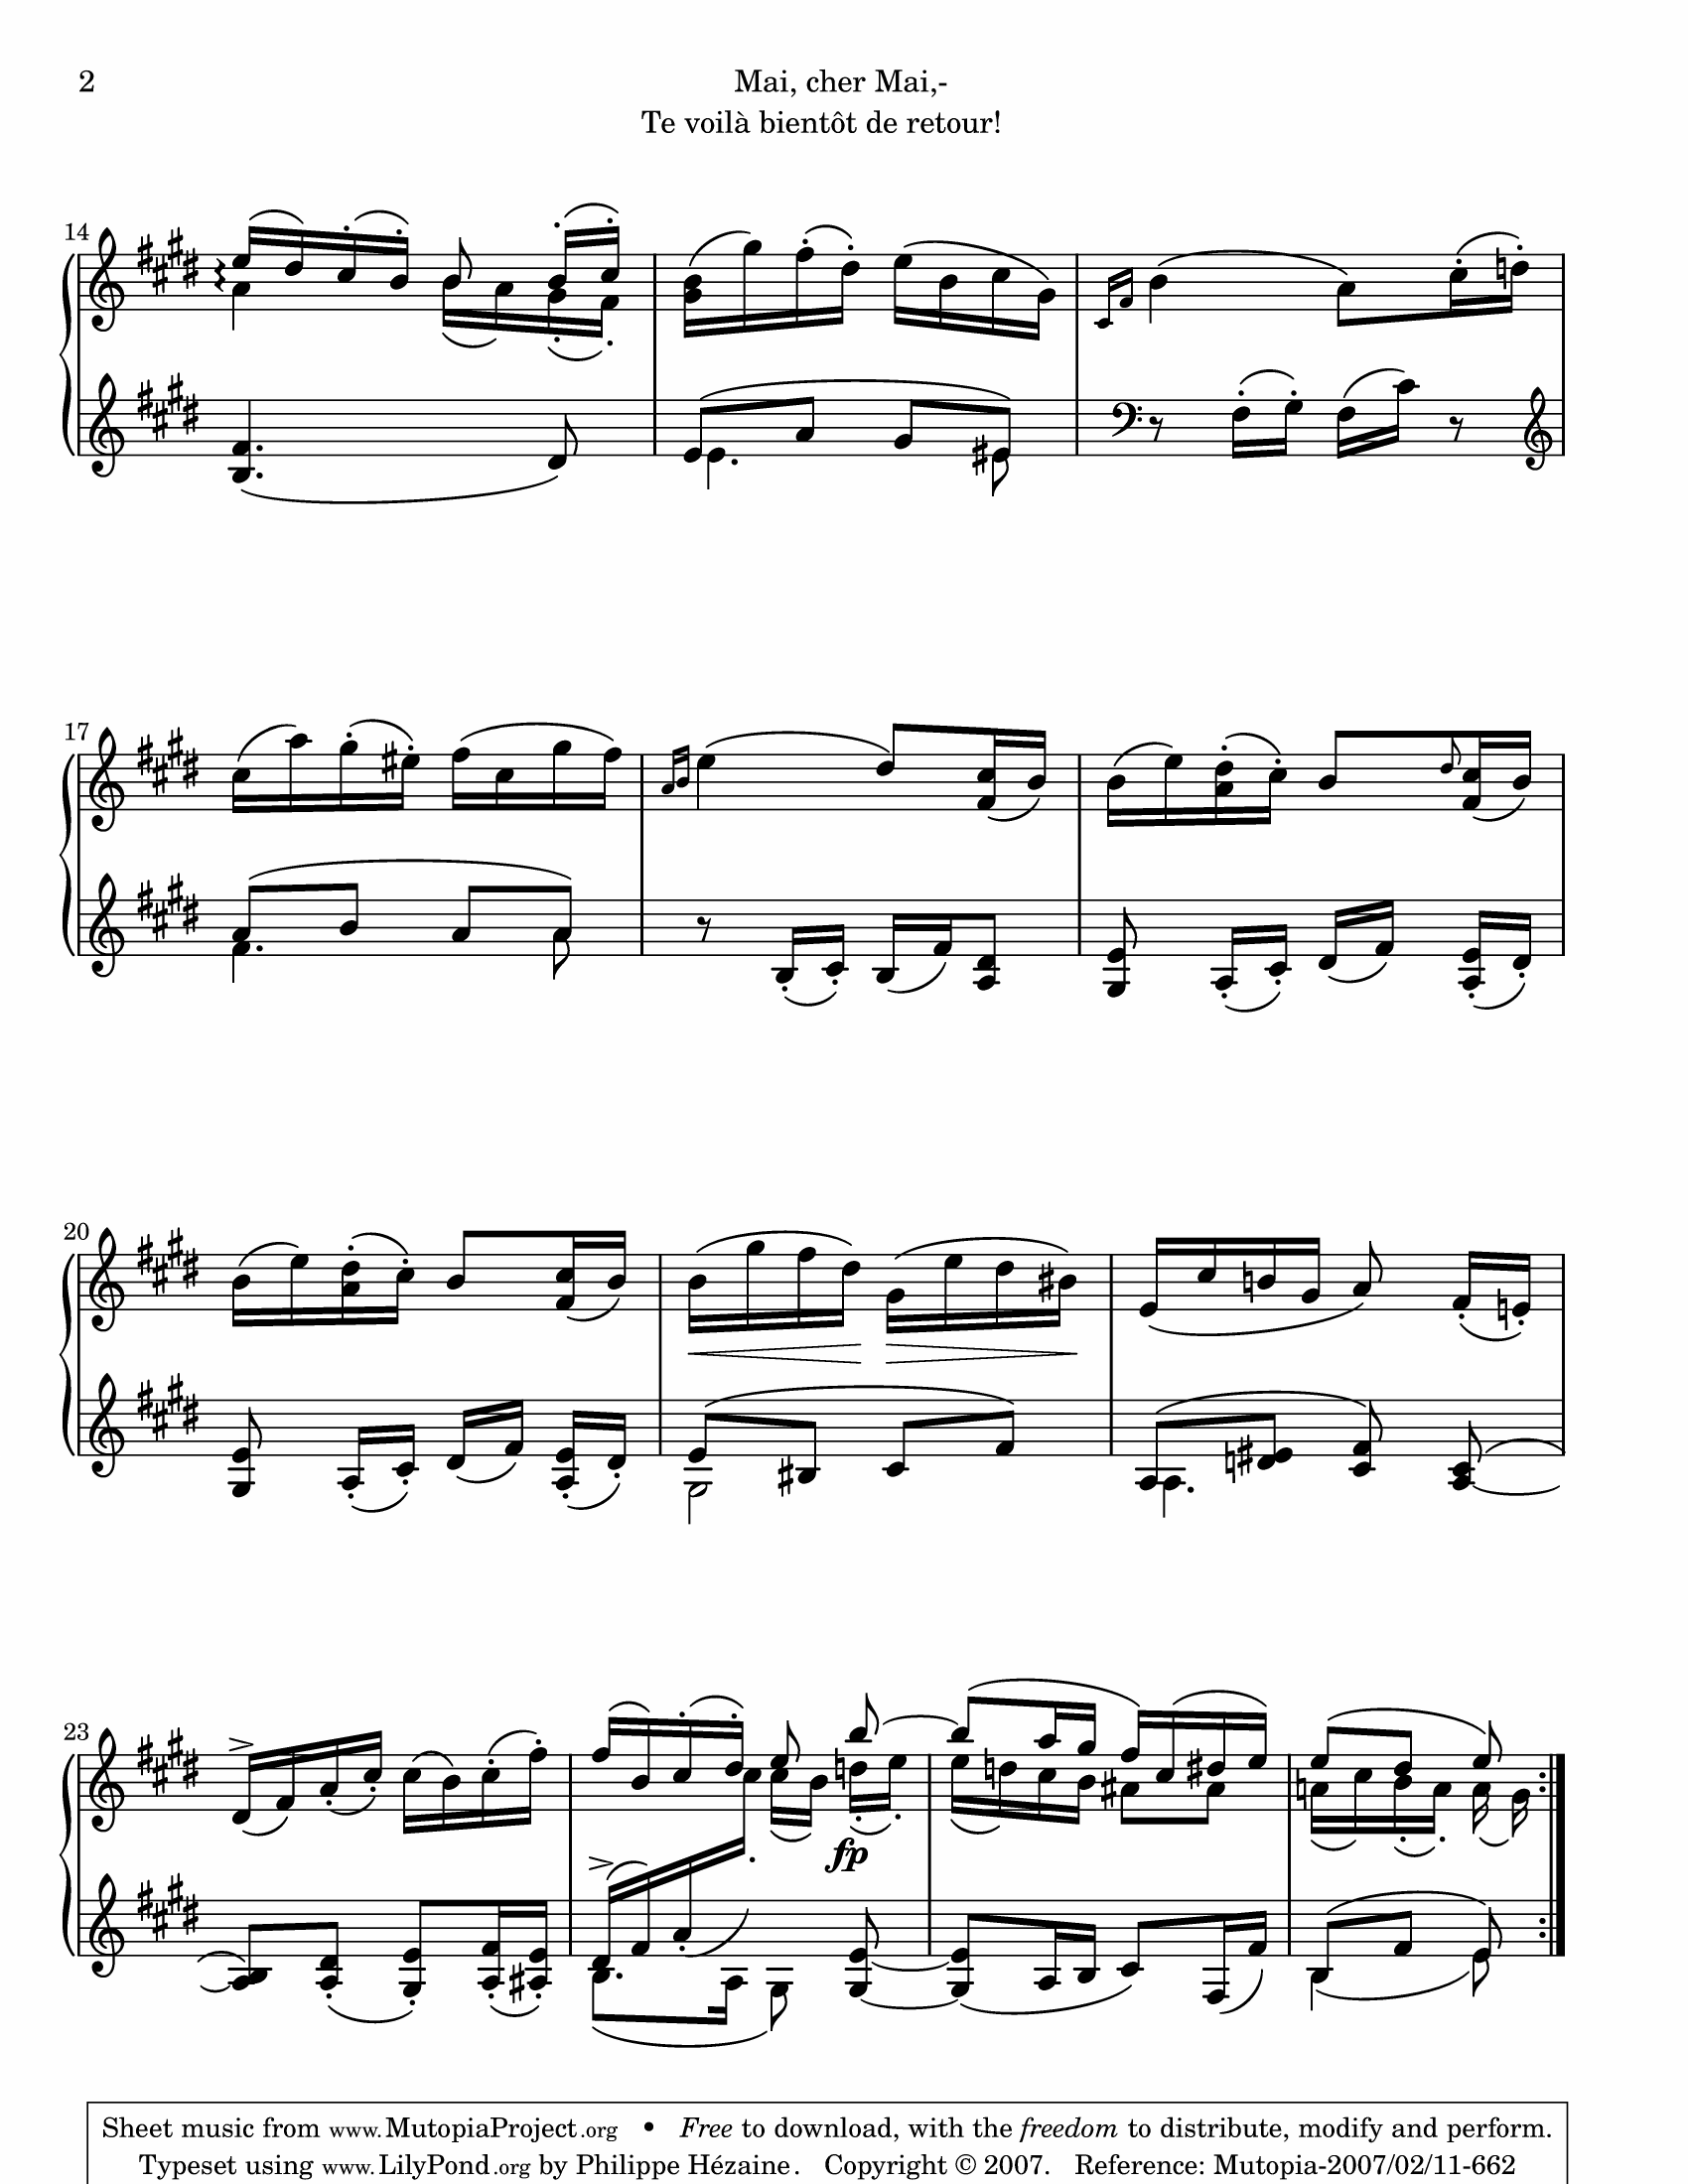 2
Mai, cher Mai,-
Te voilà bientôt de retour!
14
17
20
23
fp
Sheet music from www.MutopiaProject.org • Free to download, with the freedom to distribute, modify and perform.
Typeset using www.LilyPond.org by Philippe Hézaine. Copyright © 2007. Reference: Mutopia-2007/02/11-662